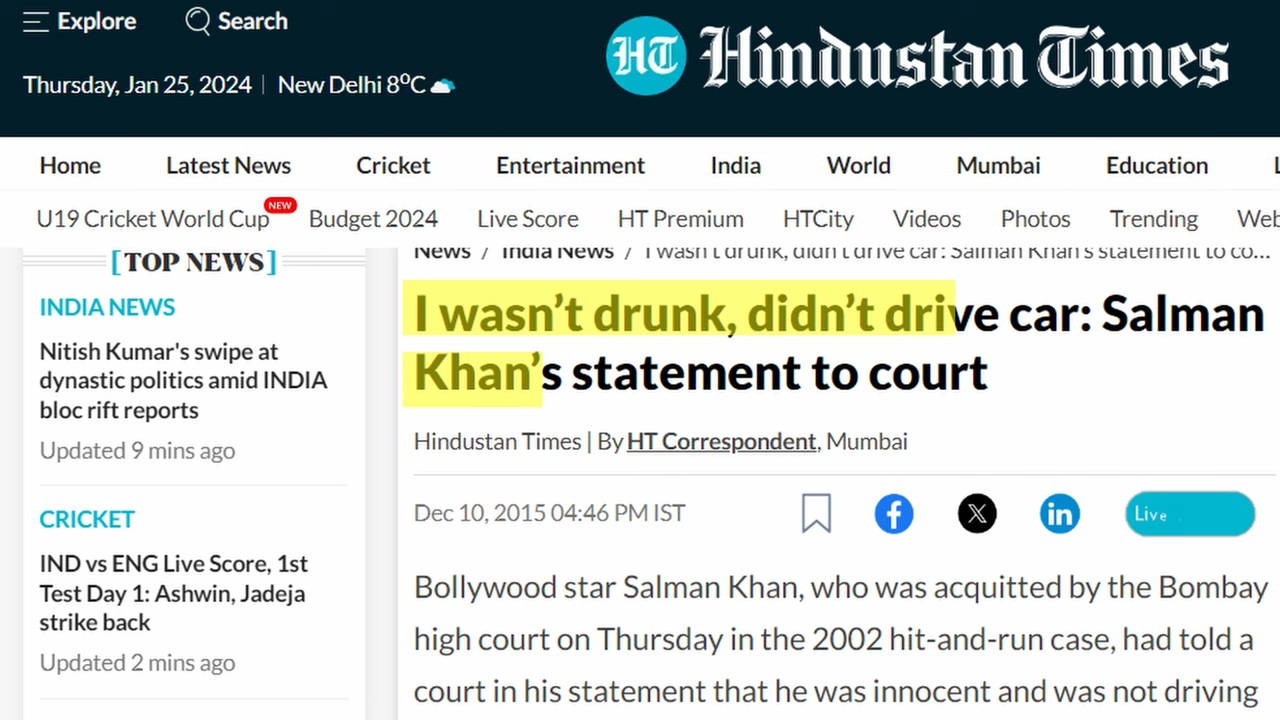 Explore Search
HT Hindustan Times
Thursday, Jan 25, 2024 New Delhi 8°C
Home Latest News Cricket Entertainment India World Mumbai Education
U19 Cricket World Cup NEW Budget 2024 Live Score HT Premium HTCity Videos Photos Trending Web
News / India News / I wasn't drunk, didn't drive car: Salman Khan's statement to co...
[TOP NEWS]
INDIA NEWS
Nitish Kumar's swipe at
dynastic politics amid INDIA
bloc rift reports
Updated 9 mins ago
CRICKET
IND vs ENG Live Score, 1st
Test Day 1: Ashwin, Jadeja
strike back
Updated 2 mins ago
I wasn’t drunk, didn’t drive car: Salman
Khan’s statement to court
Hindustan Times | By HT Correspondent, Mumbai
Dec 10, 2015 04:46 PM IST
Live
Bollywood star Salman Khan, who was acquitted by the Bombay
high court on Thursday in the 2002 hit-and-run case, had told a
court in his statement that he was innocent and was not driving